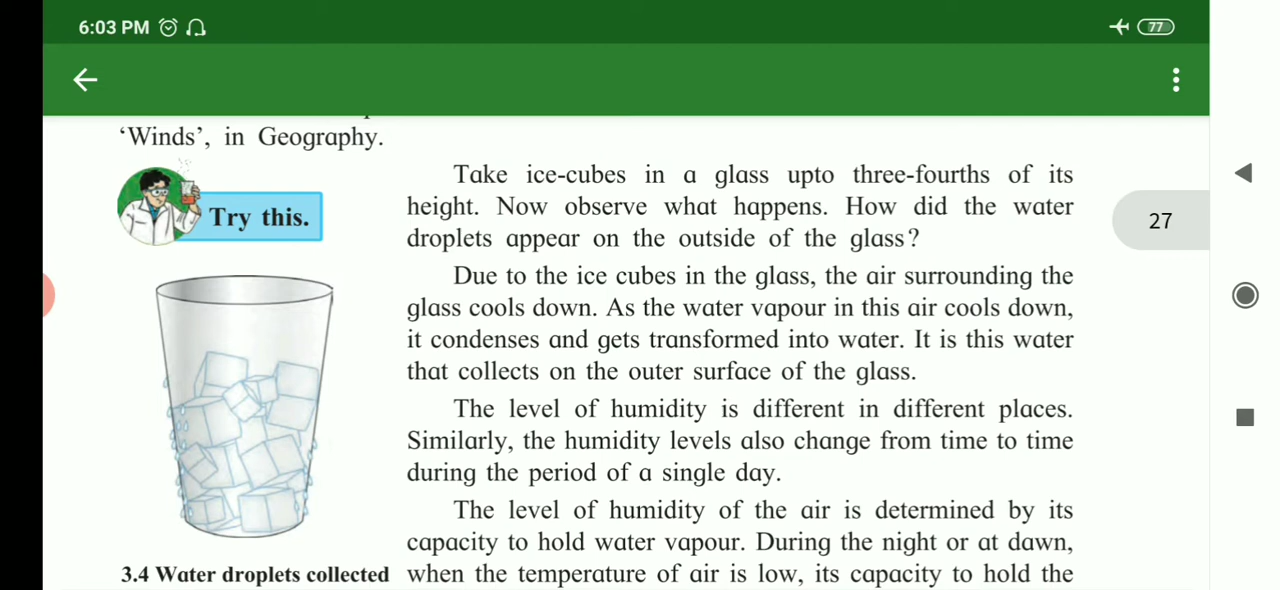 6:03 PM
77
'Winds', in Geography.
Try this.
Take ice-cubes in a glass upto three-fourths of its
height. Now observe what happens. How did the water
droplets appear on the outside of the glass?
Due to the ice cubes in the glass, the air surrounding the
glass cools down. As the water vapour in this air cools down,
it condenses and gets transformed into water. It is this water
that collects on the outer surface of the glass.
The level of humidity is different in different places.
Similarly, the humidity levels also change from time to time
during the period of a single day.
The level of humidity of the air is determined by its
capacity to hold water vapour. During the night or at dawn,
when the temperature of air is low, its capacity to hold the
3.4 Water droplets collected
27